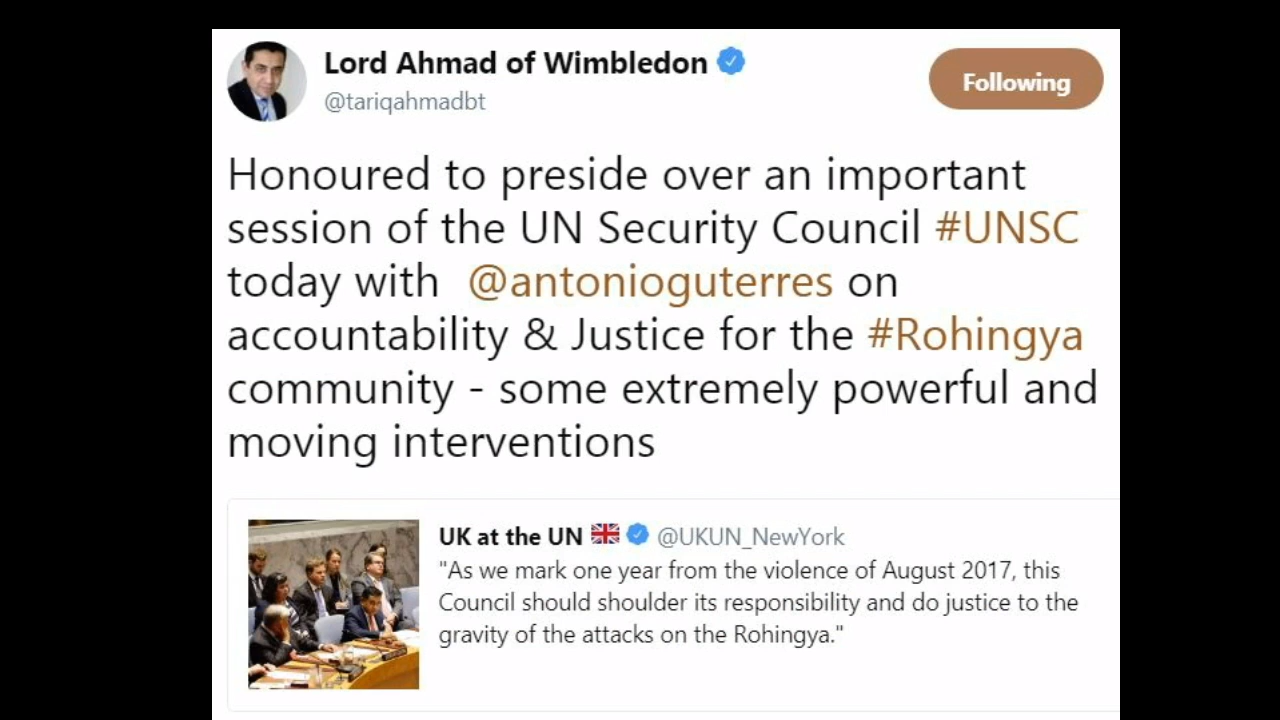 Lord Ahmad of Wimbledon
@tariqahmadbt
Following
Honoured to preside over an important
session of the UN Security Council #UNSC
today with @antonioguterres on
accountability & Justice for the #Rohingya
community - some extremely powerful and
moving interventions
UK at the UN 🇬🇧 @UKUN_NewYork
"As we mark one year from the violence of August 2017, this
Council should shoulder its responsibility and do justice to the
gravity of the attacks on the Rohingya."